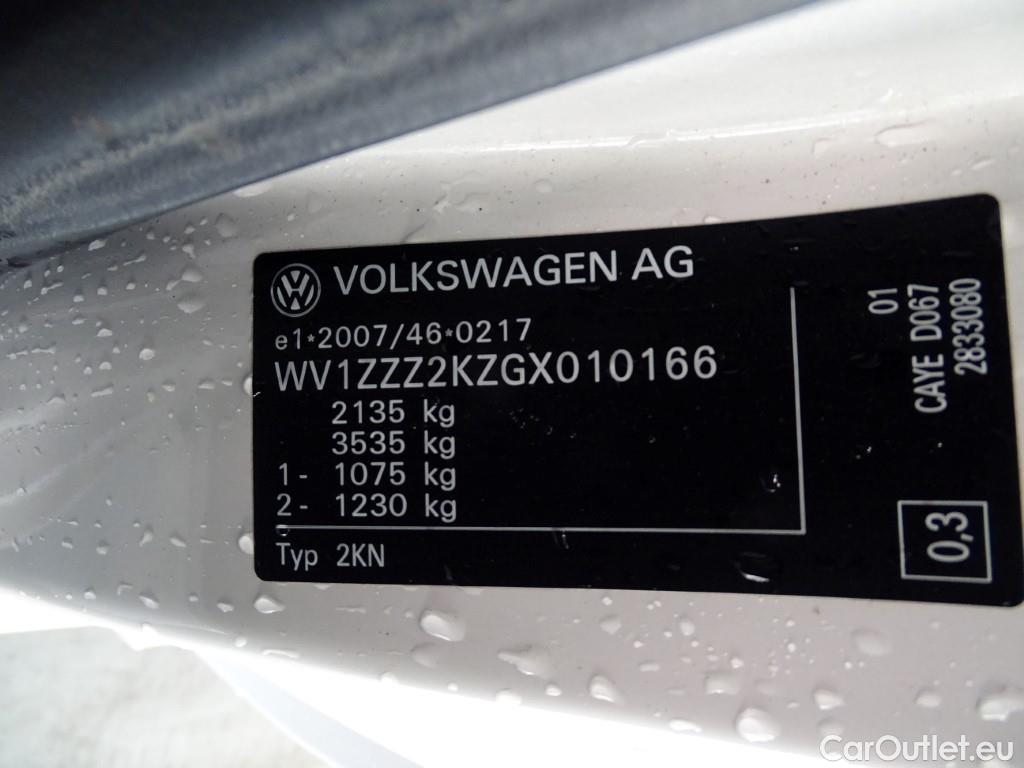 VOLKSWAGEN AG
e1*2007/46*0217
WV1ZZZ2KZGX010166
2135 kg
3535 kg
1- 1075 kg
2- 1230 kg
Typ 2KN
01
CAYE D067
2833080
0,3
CarOutlet.eu